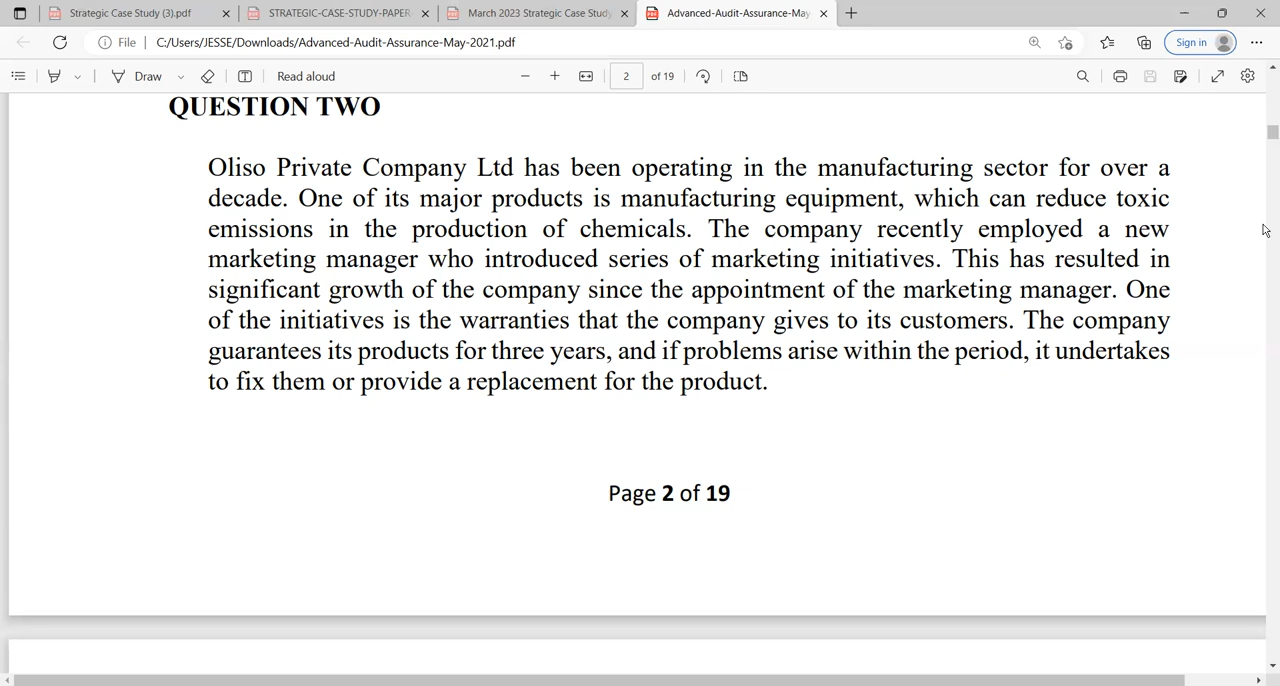 Strategic Case Study (3).pdf
STRATEGIC-CASE-STUDY-PAPER-
March 2023 Strategic Case Study
Advanced-Audit-Assurance-May-
File
C:/Users/JESSE/Downloads/Advanced-Audit-Assurance-May-2021.pdf
Sign in
Draw
Read aloud
2 of 19
QUESTION TWO
Oliso Private Company Ltd has been operating in the manufacturing sector for over a
decade. One of its major products is manufacturing equipment, which can reduce toxic
emissions in the production of chemicals. The company recently employed a new
marketing manager who introduced series of marketing initiatives. This has resulted in
significant growth of the company since the appointment of the marketing manager. One
of the initiatives is the warranties that the company gives to its customers. The company
guarantees its products for three years, and if problems arise within the period, it undertakes
to fix them or provide a replacement for the product.
Page 2 of 19